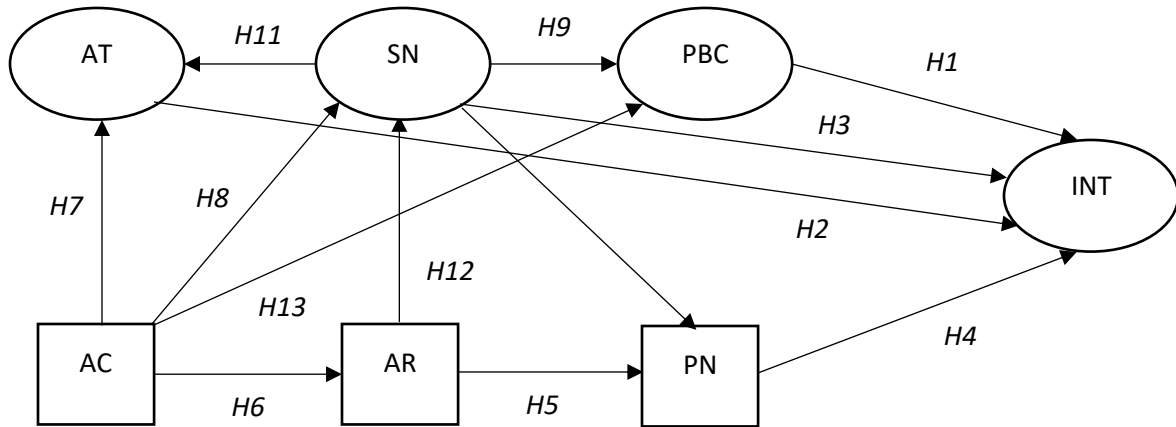 AT
H11
SN
H9
PBC
H1
H3
INT
H7
H8
H2
H12
H13
AC
AR
PN
H4
H6
H5